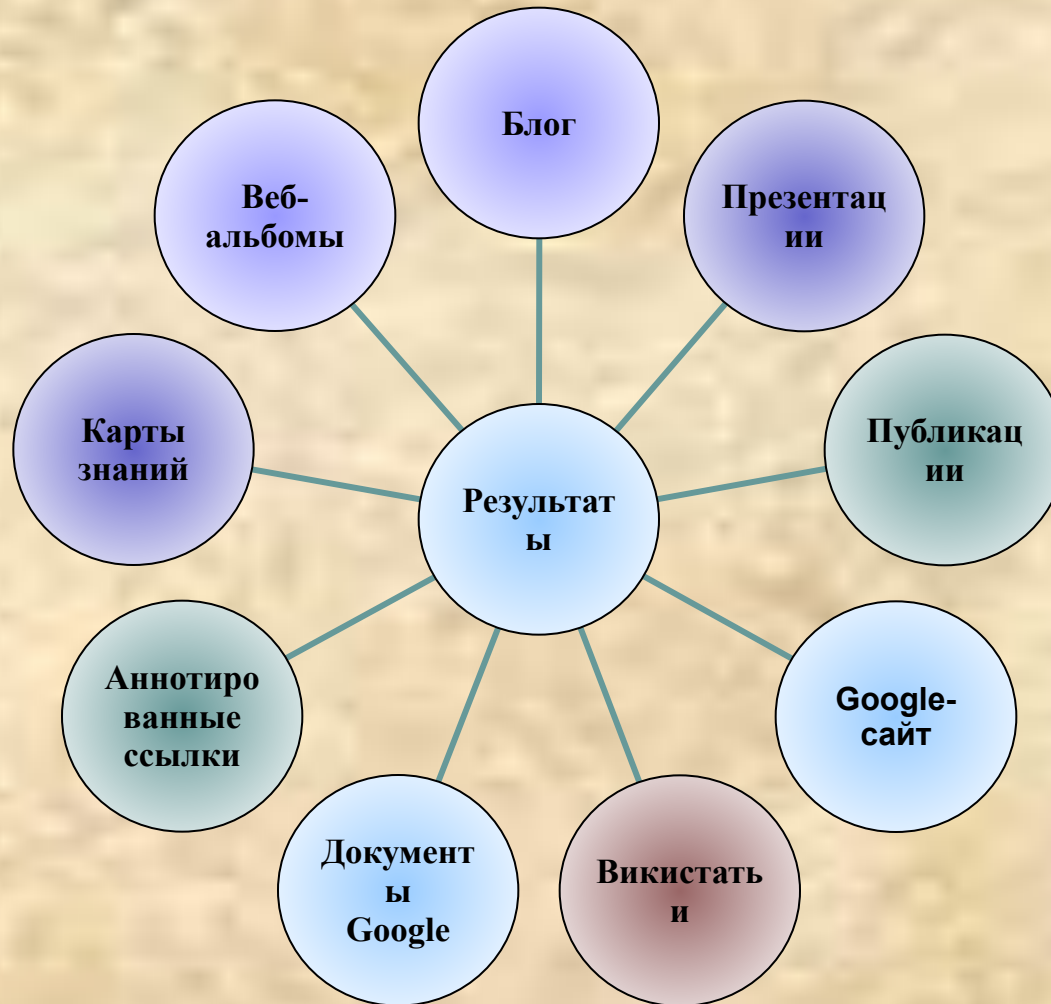 Блог
Веб-
альбомы
Презентац
ии
Карты
знаний
Публикац
ии
Результат
ы
Аннотиро
ванные
ссылки
Google-
сайт
Документ
ы
Google
Викистать
и